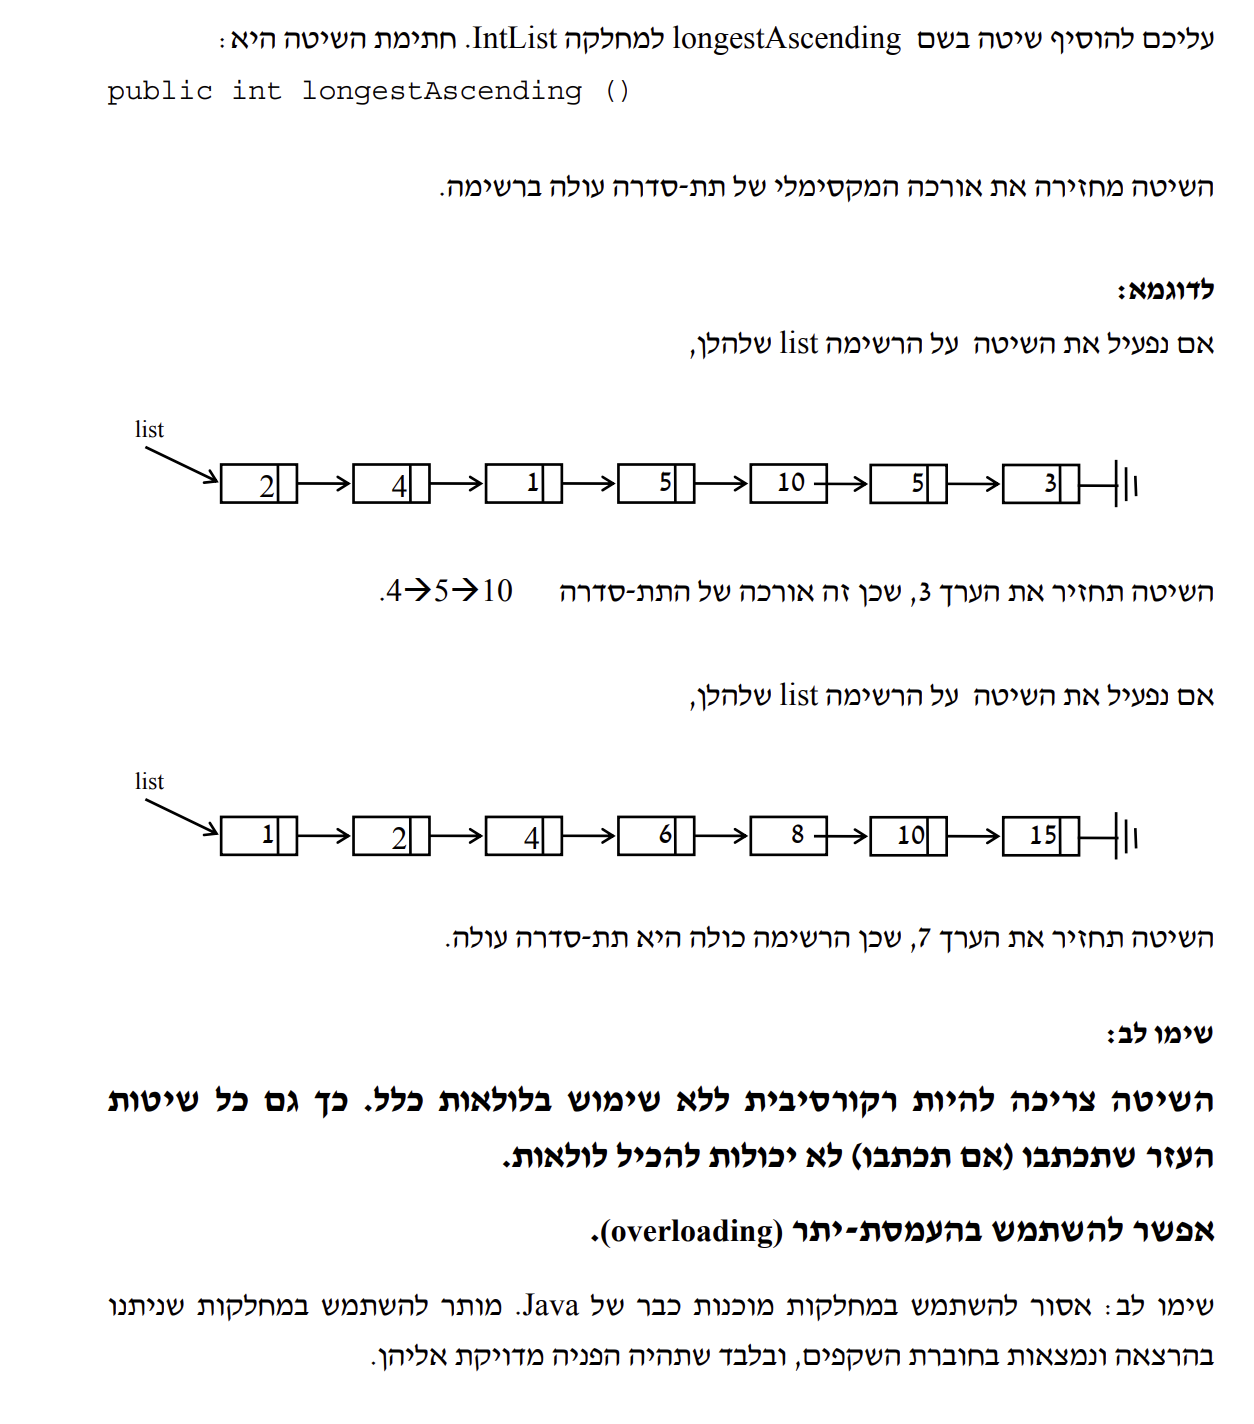 עליכם להוסיף שיטה בשם longestAscending למחלקה IntList. חתימת השיטה היא:
public int longestAscending ()
השיטה מחזירה את אורכה המקסימלי של תת-סדרה עולה ברשימה.
לדוגמא:
אם נפעיל את השיטה על הרשימה list שלהלן,
list
2 4 1 5 10 5 3
השיטה תחזיר את הערך 3, שכן זה אורכה של התת-סדרה 4→5→10.
אם נפעיל את השיטה על הרשימה list שלהלן,
list
1 2 4 6 8 10 15
השיטה תחזיר את הערך 7, שכן הרשימה כולה היא תת-סדרה עולה.
שימו לב:
השיטה צריכה להיות רקורסיבית ללא שימוש בלולאות כלל. כך גם כל שיטות
העזר שתכתבו (אם תכתבו) לא יכולות להכיל לולאות.
אפשר להשתמש בהעמסת-יתר (overloading).
שימו לב: אסור להשתמש במחלקות מוכנות כבר של Java. מותר להשתמש במחלקות שניתנו
בהרצאה ונמצאות בחוברת השקפים, ובלבד שתהיה הפניה מדויקת אליהן.